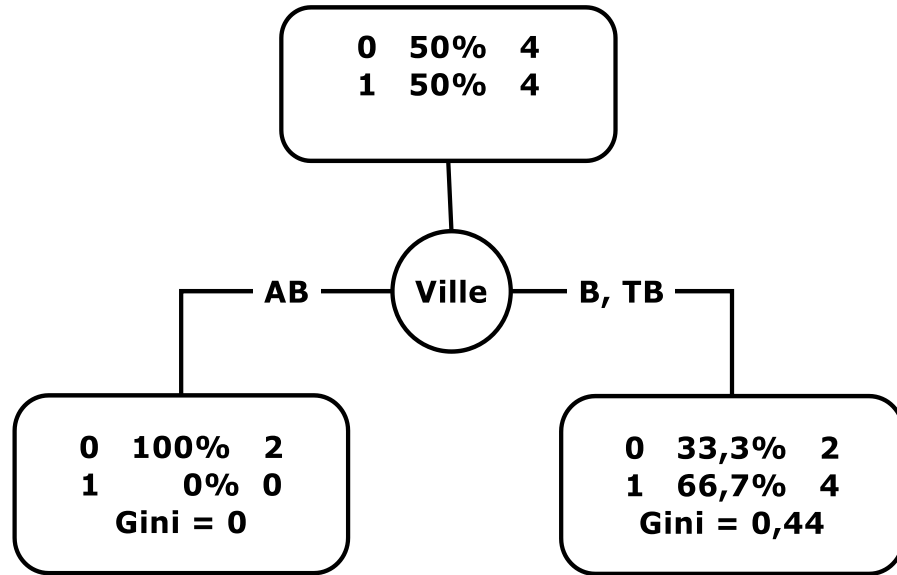 0 50% 4
1 50% 4
AB
Ville
B, TB
0 100% 2
1 0% 0
Gini = 0
0 33,3% 2
1 66,7% 4
Gini = 0,44